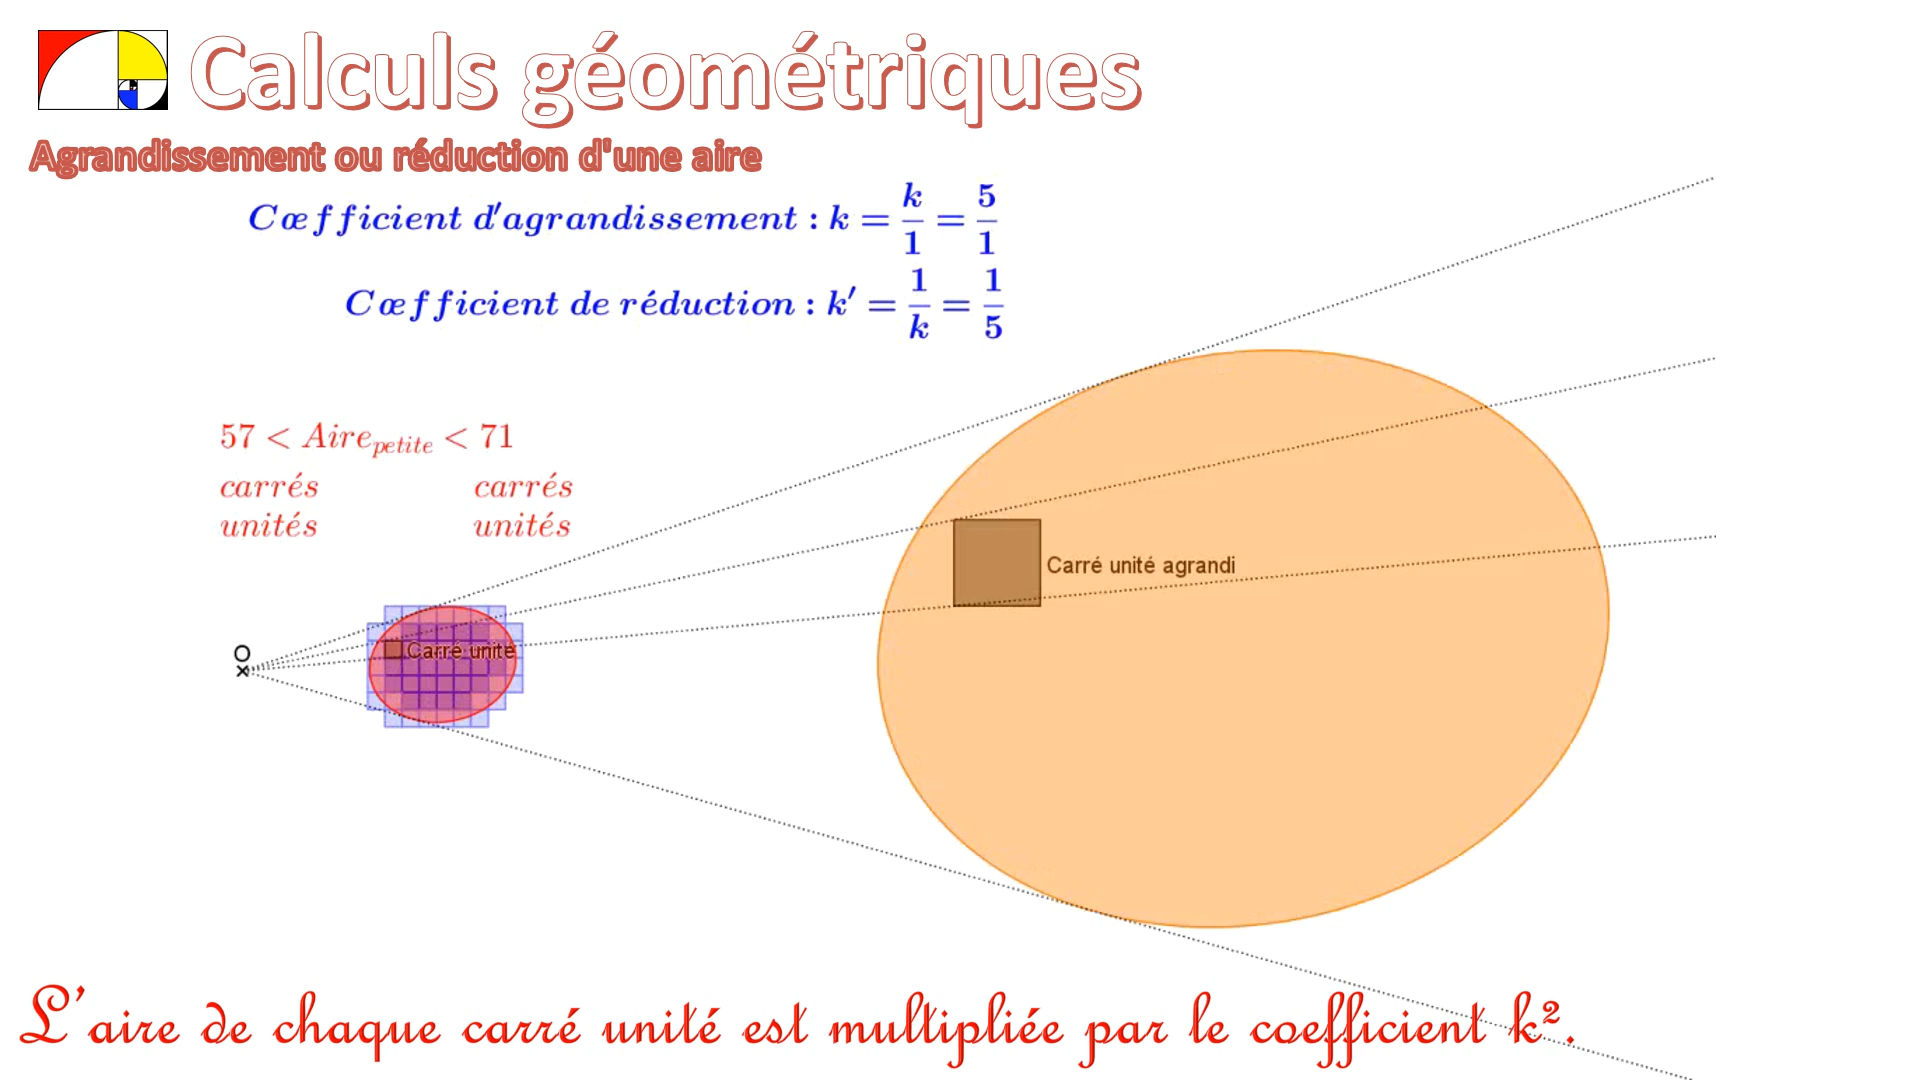 Calculs géométriques
Agrandissement ou réduction d'une aire
Cœfficient d'agrandissement : k = k/1 = 5/1
Cœfficient de réduction : k' = 1/k = 1/5
57 < Aire_petite < 71
carrés carrés
unités unités
Carré unité agrandi
O
Carré unité
L'aire de chaque carré unité est multipliée par le coefficient k².